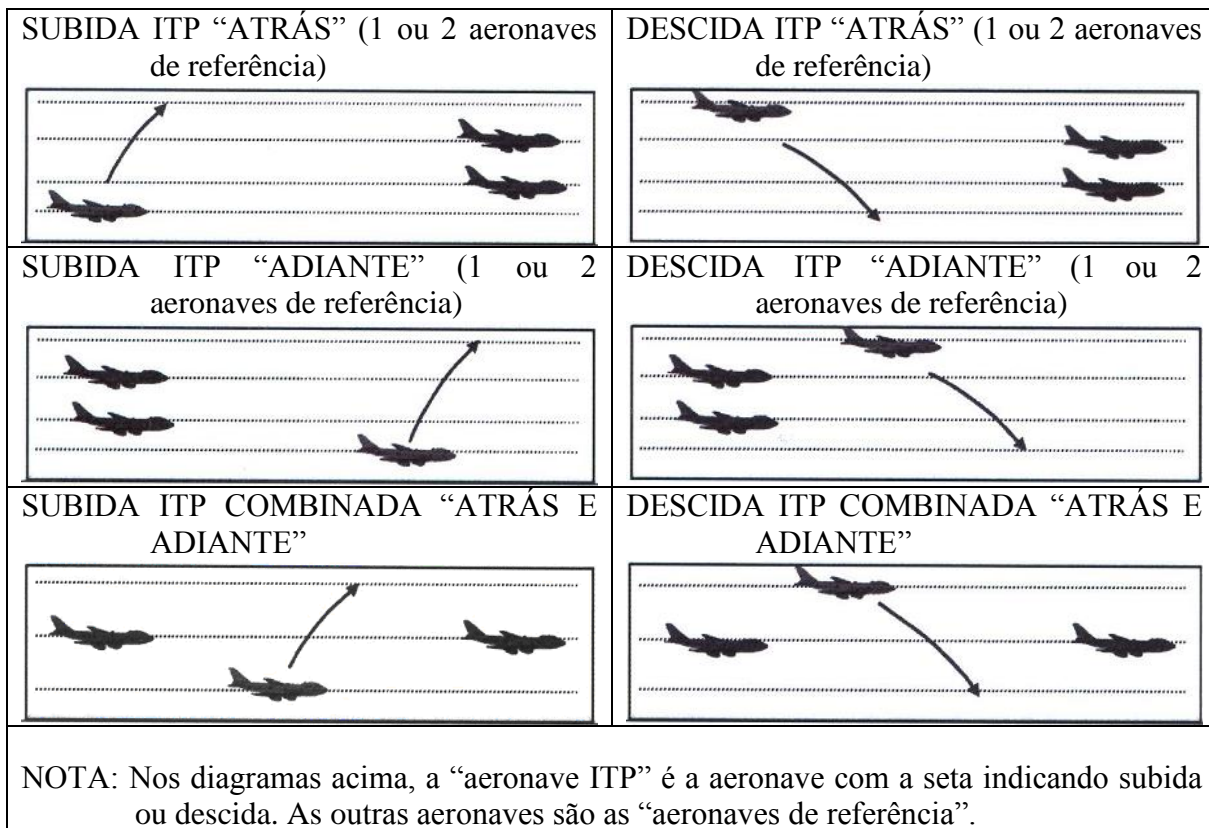 SUBIDA ITP “ATRÁS” (1 ou 2 aeronaves
de referência)
DESCIDA ITP “ATRÁS” (1 ou 2 aeronaves
de referência)
SUBIDA ITP “ADIANTE” (1 ou 2
aeronaves de referência)
DESCIDA ITP “ADIANTE” (1 ou 2
aeronaves de referência)
SUBIDA ITP COMBINADA “ATRÁS E
ADIANTE”
DESCIDA ITP COMBINADA “ATRÁS E
ADIANTE”
NOTA: Nos diagramas acima, a “aeronave ITP” é a aeronave com a seta indicando subida
ou descida. As outras aeronaves são as “aeronaves de referência”.